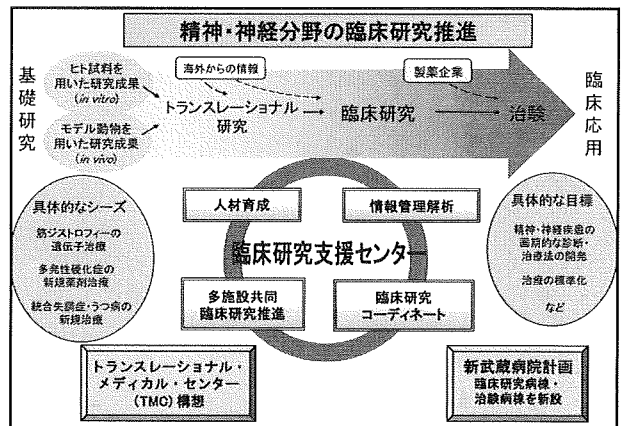 精神・神経分野の臨床研究推進
基礎研究
ヒト試料を
用いた研究成果
(in vitro)
モデル動物を
用いた研究成果
(in vivo)
海外からの情報
トランスレーショナル
研究
臨床研究
製薬企業
治験
臨床応用
具体的なシーズ
筋ジストロフィーの
遺伝子治療
多発性硬化症の
新規薬剤治療
統合失調症・うつ病の
新規治療
人材育成
情報管理解析
臨床研究支援センター
多施設共同
臨床研究推進
臨床研究
コーディネート
具体的な目標
精神・神経疾患の
画期的な診断・
治療法の開発
治療の標準化
など
トランスレーショナル・
メディカル・センター
(TMC)構想
新武蔵病院計画
臨床研究病棟・
治験病棟を新設